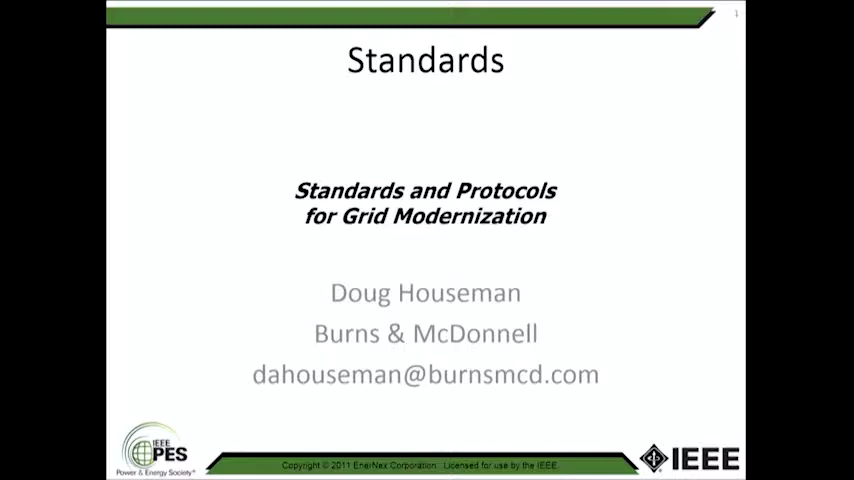 1
Standards
Standards and Protocols
for Grid Modernization
Doug Houseman
Burns & McDonnell
dahouseman@burnsmcd.com
IEEE
PES
Power & Energy Society®
Copyright © 2011 EnerNex Corporation. Licensed for use by the IEEE.
IEEE